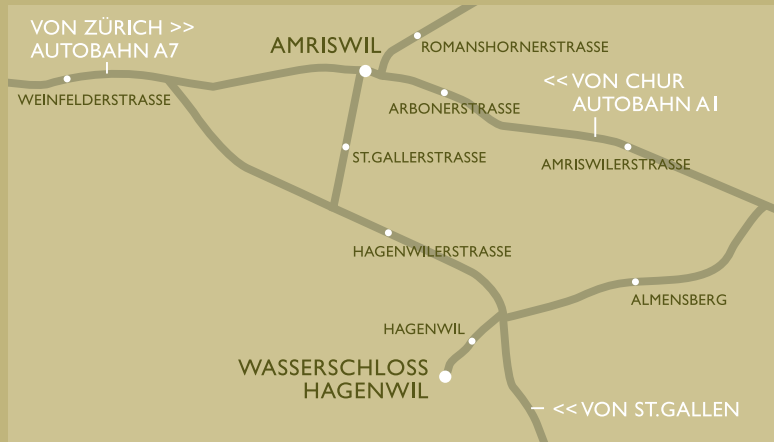 VON ZÜRICH >>
AUTOBAHN A7
AMRISWIL
ROMANSHORNERSTRASSE
WEINFELDERSTRASSE
<< VON CHUR
AUTOBAHN A1
ARBONERSTRASSE
ST.GALLERSTRASSE
AMRISWILERSTRASSE
HAGENWILERSTRASSE
ALMENSBERG
HAGENWIL
WASSERSCHLOSS
HAGENWIL
<< VON ST.GALLEN